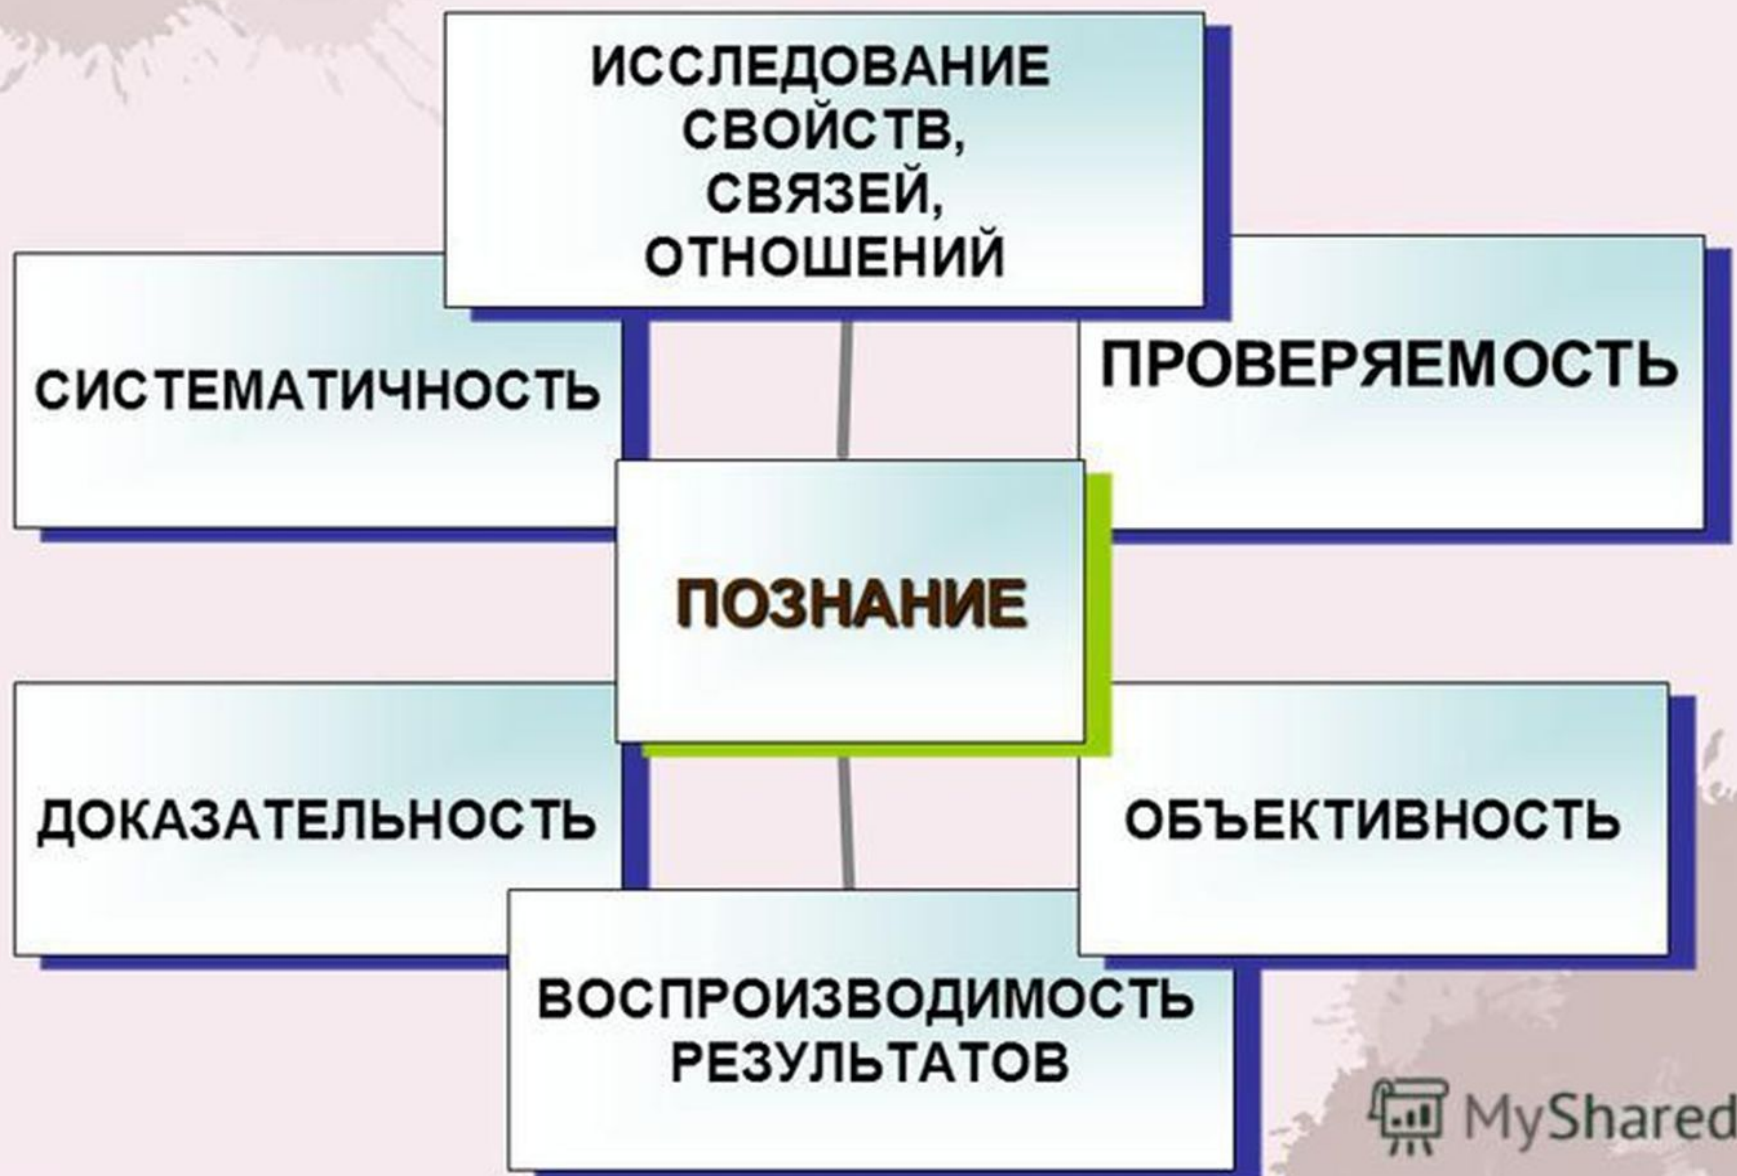 ИССЛЕДОВАНИЕ
СВОЙСТВ,
СВЯЗЕЙ,
ОТНОШЕНИЙ
СИСТЕМАТИЧНОСТЬ
ПРОВЕРЯЕМОСТЬ
ПОЗНАНИЕ
ДОКАЗАТЕЛЬНОСТЬ
ОБЪЕКТИВНОСТЬ
ВОСПРОИЗВОДИМОСТЬ
РЕЗУЛЬТАТОВ
MyShared